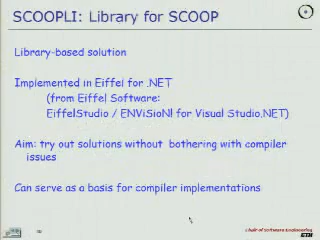 SCOOPLI: Library for SCOOP
Library-based solution
Implemented in Eiffel for .NET
(from Eiffel Software:
EiffelStudio / ENViSioN! for Visual Studio.NET)
Aim: try out solutions without bothering with compiler
issues
Can serve as a basis for compiler implementations
Chair of Software Engineering
ETH